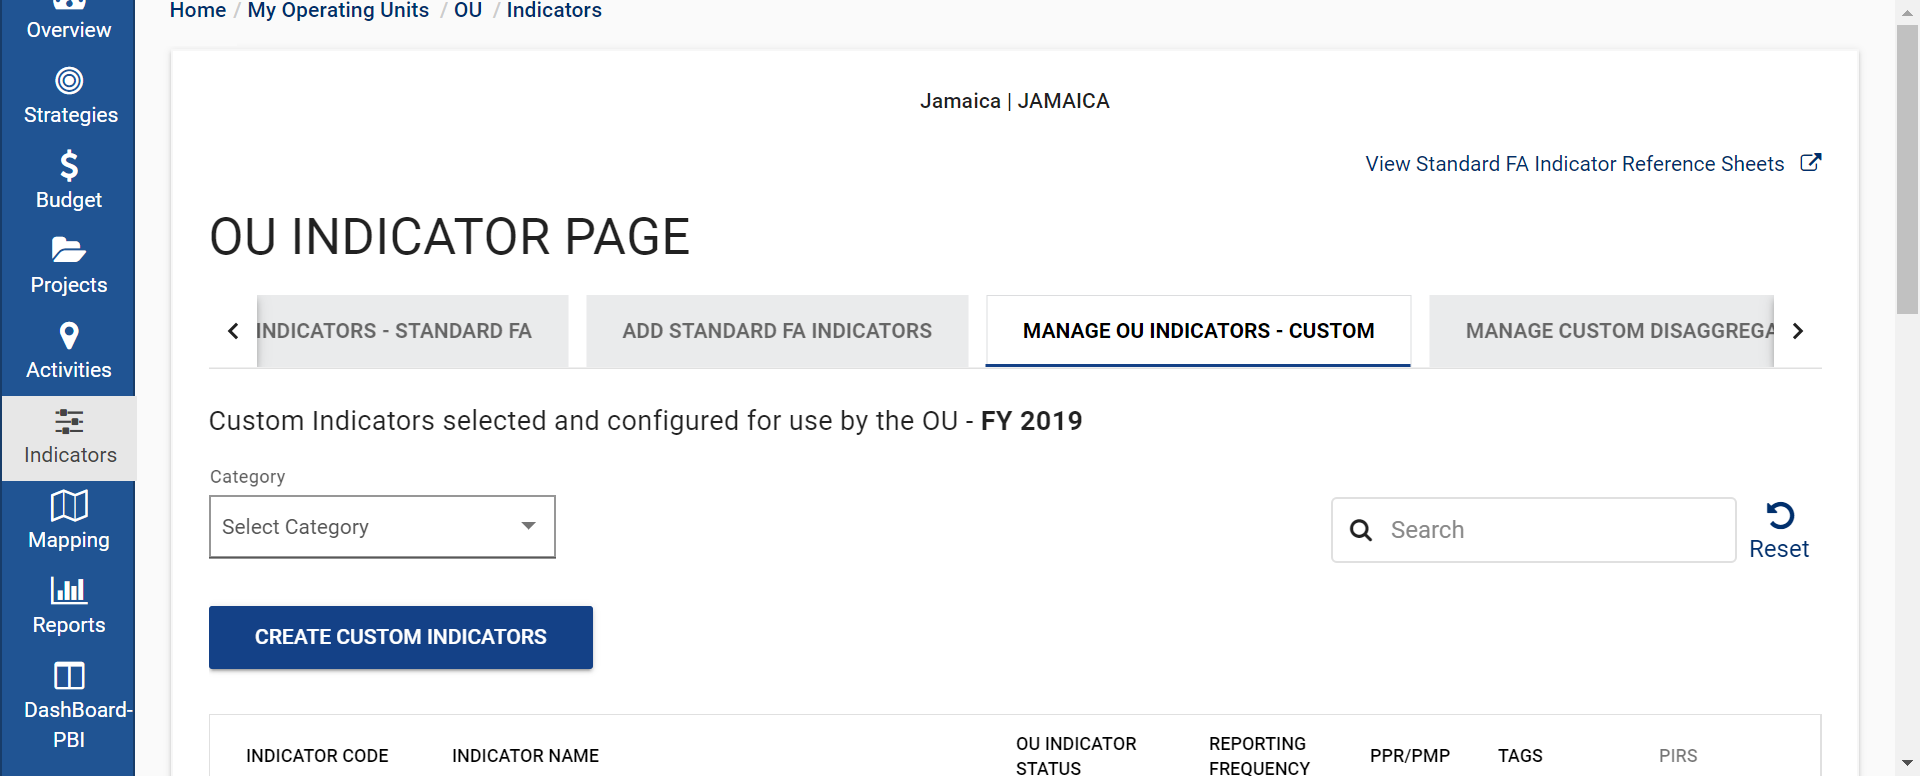 Home / My Operating Units / OU / Indicators
Overview
Strategies
Budget
Projects
Activities
Indicators
Mapping
Reports
DashBoard-
PBI
Jamaica | JAMAICA
View Standard FA Indicator Reference Sheets
OU INDICATOR PAGE
INDICATORS - STANDARD FA
ADD STANDARD FA INDICATORS
MANAGE OU INDICATORS - CUSTOM
MANAGE CUSTOM DISAGGREGA
Custom Indicators selected and configured for use by the OU - FY 2019
Category
Select Category
Search
Reset
CREATE CUSTOM INDICATORS
INDICATOR CODE
INDICATOR NAME
OU INDICATOR
STATUS
REPORTING
FREQUENCY
PPR/PMP
TAGS
PIRS